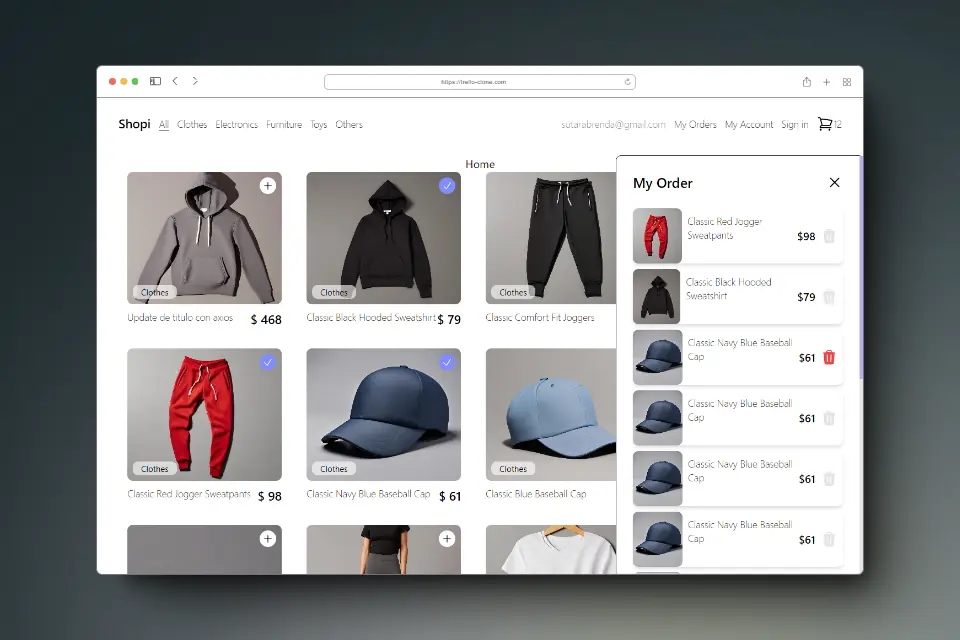 https://trello-clone.com
Shopi All Clothes Electronics Furniture Toys Others
sutarabrenda@gmail.com My Orders My Account Sign in 12
Home
Clothes
Update de titulo con axios $ 468
Clothes
Classic Black Hooded Sweatshirt $ 79
Clothes
Classic Comfort Fit Joggers
Clothes
Classic Red Jogger Sweatpants $ 98
Clothes
Classic Navy Blue Baseball Cap $ 61
Clothes
Classic Blue Baseball Cap
My Order
Classic Red Jogger
Sweatpants
$98
Classic Black Hooded
Sweatshirt
$79
Classic Navy Blue Baseball
Cap
$61
Classic Navy Blue Baseball
Cap
$61
Classic Navy Blue Baseball
Cap
$61
Classic Navy Blue Baseball
Cap
$61